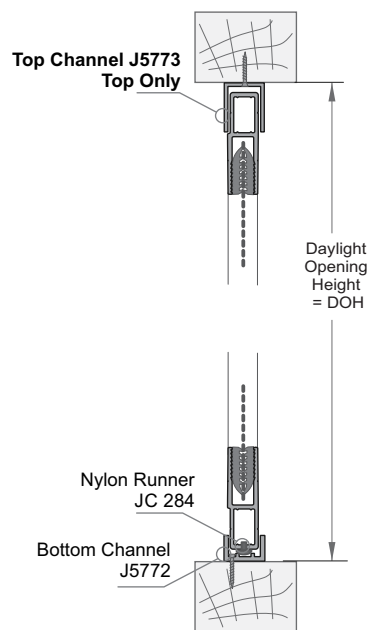 Top Channel J5773
Top Only
Daylight
Opening
Height
= DOH
Nylon Runner
JC 284
Bottom Channel
J5772